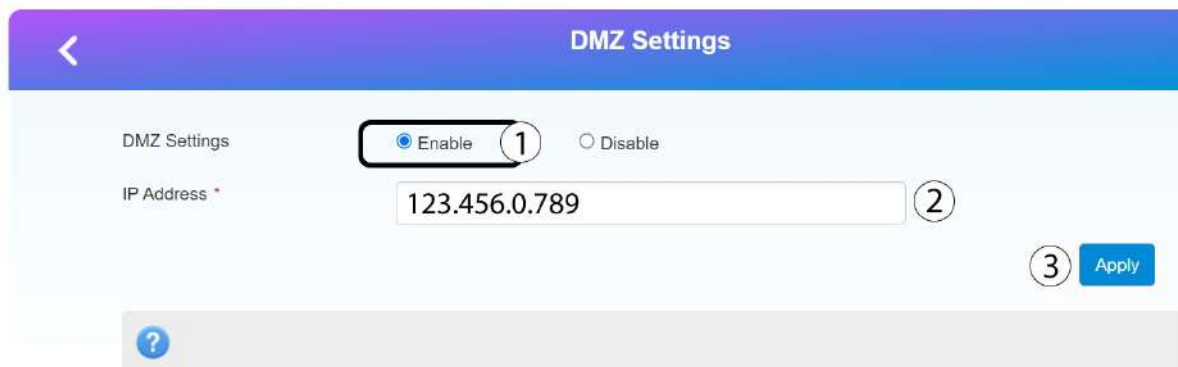 DMZ Settings
DMZ Settings Enable ① Disable
IP Address * 123.456.0.789 ②
③ Apply
?